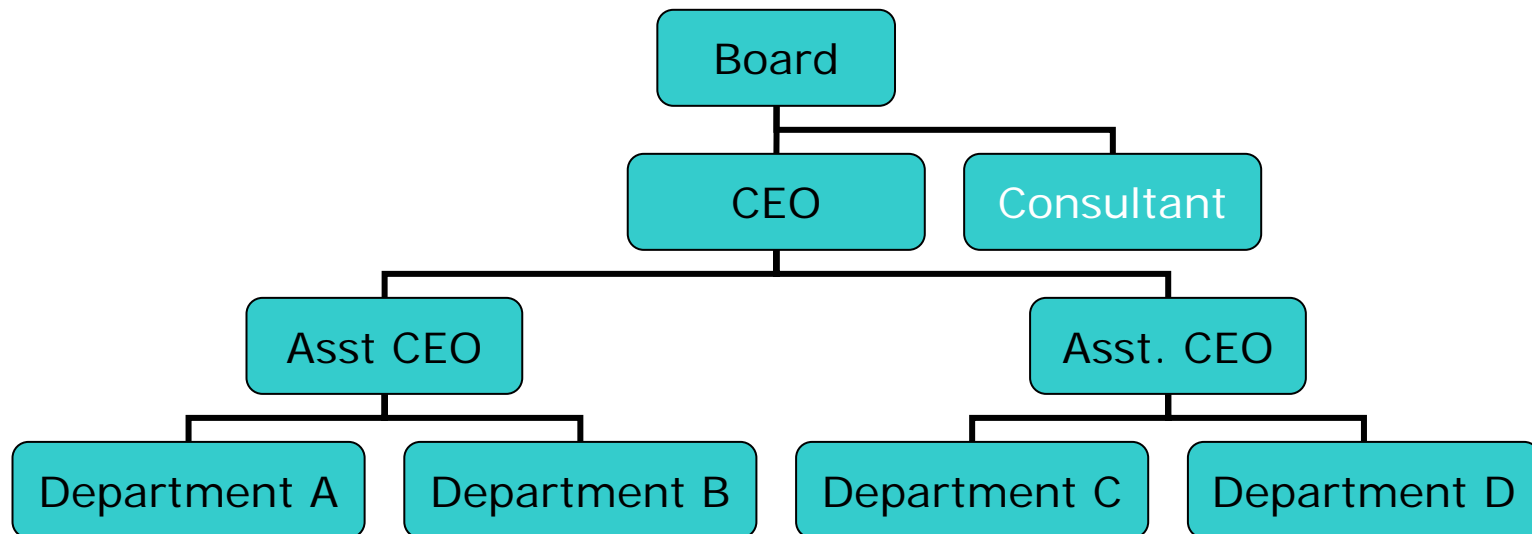 Board
CEO
Consultant
Asst CEO
Asst. CEO
Department A
Department B
Department C
Department D